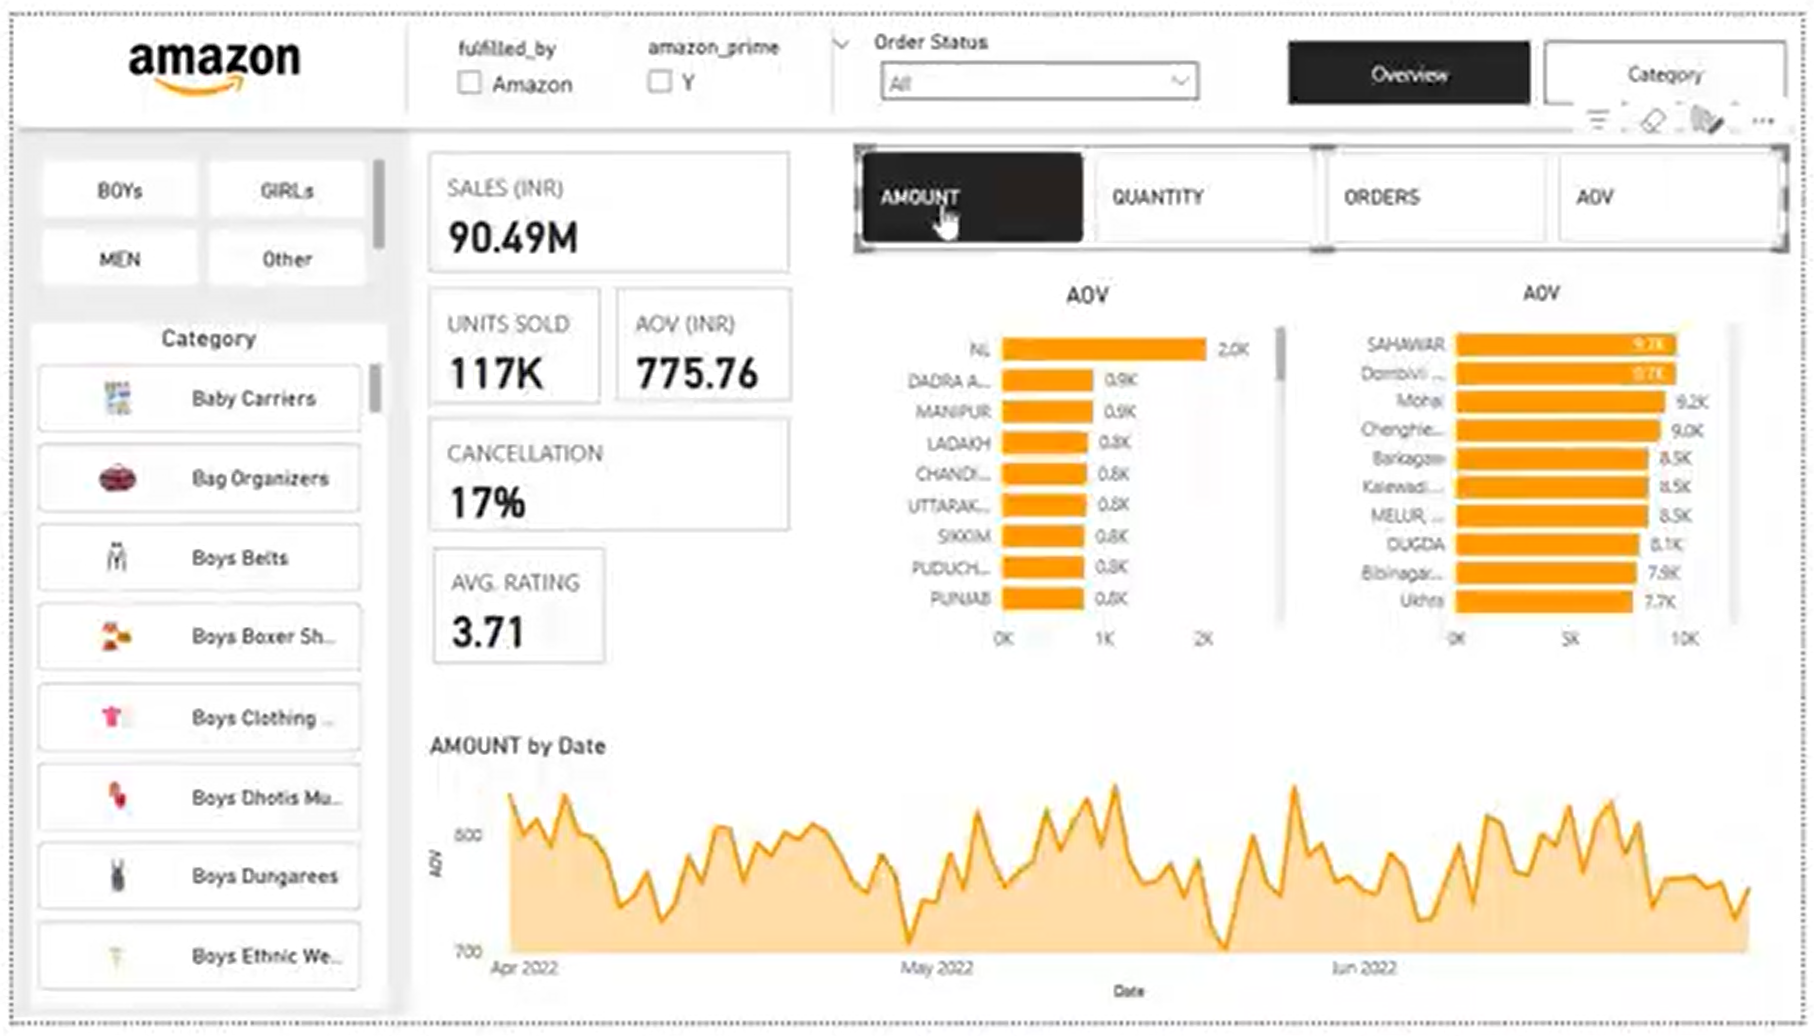 amazon
fulfilled_by
Amazon
amazon_prime
Y
Order Status
All
Overview
Category
BOYs
GIRLs
MEN
Other
Category
Baby Carriers
Bag Organizers
Boys Belts
Boys Boxer Sh...
Boys Clothing ...
Boys Dhotis Mu...
Boys Dungarees
Boys Ethnic We...
SALES (INR)
90.49M
UNITS SOLD
117K
AOV (INR)
775.76
CANCELLATION
17%
AVG. RATING
3.71
AMOUNT
QUANTITY
ORDERS
AOV
AOV
NL 2.0K
DADRA A... 0.9K
MANIPUR 0.9K
LADAKH 0.8K
CHANDI... 0.8K
UTTARAK... 0.8K
SIKKIM 0.8K
PUDUCH... 0.8K
PUNJAB 0.8K
0K 1K 2K
AOV
SAHAWAR 9.7K
Dombivli ... 9.7K
Mohal 9.2K
Chenghie... 9.0K
Barkagaw 8.5K
Kalewadi... 8.5K
MELUR, ... 8.5K
DUGDA 8.1K
Bibinagar... 7.9K
Ukhra 7.7K
0K 5K 10K
AMOUNT by Date
AOV
800
700
Apr 2022 May 2022 Jun 2022
Date